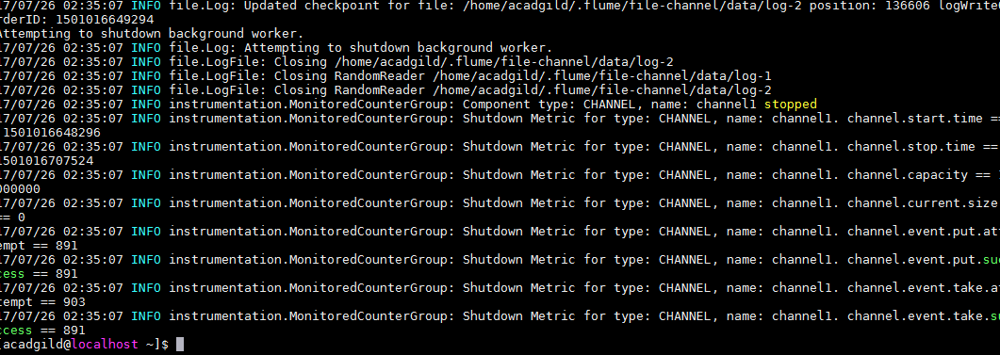 17/07/26 02:35:07 INFO file.Log: Updated checkpoint for file: /home/acadgild/.flume/file-channel/data/log-2 position: 136606 logWriteO
rderID: 1501016649294
Attempting to shutdown background worker.
17/07/26 02:35:07 INFO file.Log: Attempting to shutdown background worker.
17/07/26 02:35:07 INFO file.LogFile: Closing /home/acadgild/.flume/file-channel/data/log-2
17/07/26 02:35:07 INFO file.LogFile: Closing RandomReader /home/acadgild/.flume/file-channel/data/log-1
17/07/26 02:35:07 INFO file.LogFile: Closing RandomReader /home/acadgild/.flume/file-channel/data/log-2
17/07/26 02:35:07 INFO instrumentation.MonitoredCounterGroup: Component type: CHANNEL, name: channel1 stopped
17/07/26 02:35:07 INFO instrumentation.MonitoredCounterGroup: Shutdown Metric for type: CHANNEL, name: channel1. channel.start.time ==
1501016648296
17/07/26 02:35:07 INFO instrumentation.MonitoredCounterGroup: Shutdown Metric for type: CHANNEL, name: channel1. channel.stop.time ==
1501016707524
17/07/26 02:35:07 INFO instrumentation.MonitoredCounterGroup: Shutdown Metric for type: CHANNEL, name: channel1. channel.capacity == 1
000000
17/07/26 02:35:07 INFO instrumentation.MonitoredCounterGroup: Shutdown Metric for type: CHANNEL, name: channel1. channel.current.size
== 0
17/07/26 02:35:07 INFO instrumentation.MonitoredCounterGroup: Shutdown Metric for type: CHANNEL, name: channel1. channel.event.put.att
empt == 891
17/07/26 02:35:07 INFO instrumentation.MonitoredCounterGroup: Shutdown Metric for type: CHANNEL, name: channel1. channel.event.put.suc
cess == 891
17/07/26 02:35:07 INFO instrumentation.MonitoredCounterGroup: Shutdown Metric for type: CHANNEL, name: channel1. channel.event.take.at
tempt == 903
17/07/26 02:35:07 INFO instrumentation.MonitoredCounterGroup: Shutdown Metric for type: CHANNEL, name: channel1. channel.event.take.su
ccess == 891
[acadgild@localhost ~]$